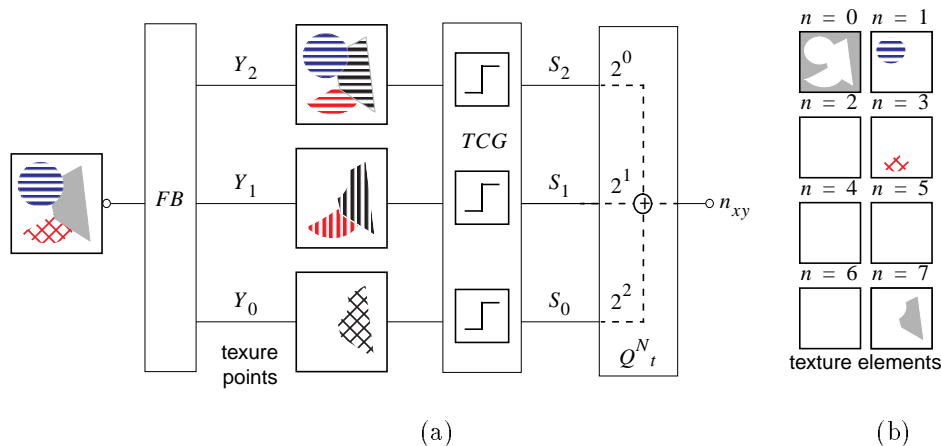 n = 0 n = 1
Y2 S2 2^0
n = 2 n = 3
TCG
FB Y1 S1 2^1 + n_xy
n = 4 n = 5
n = 6 n = 7
Y0 S0 2^2
texure
points
Q^N_t
texture elements
(a) (b)